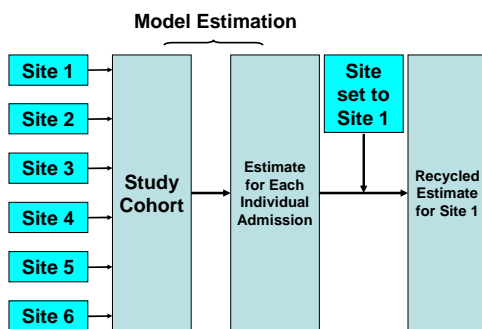 Model Estimation
Site 1
Site 2
Site 3
Site 4
Site 5
Site 6
Study
Cohort
Estimate
for Each
Individual
Admission
Site
set to
Site 1
Recycled
Estimate
for Site 1